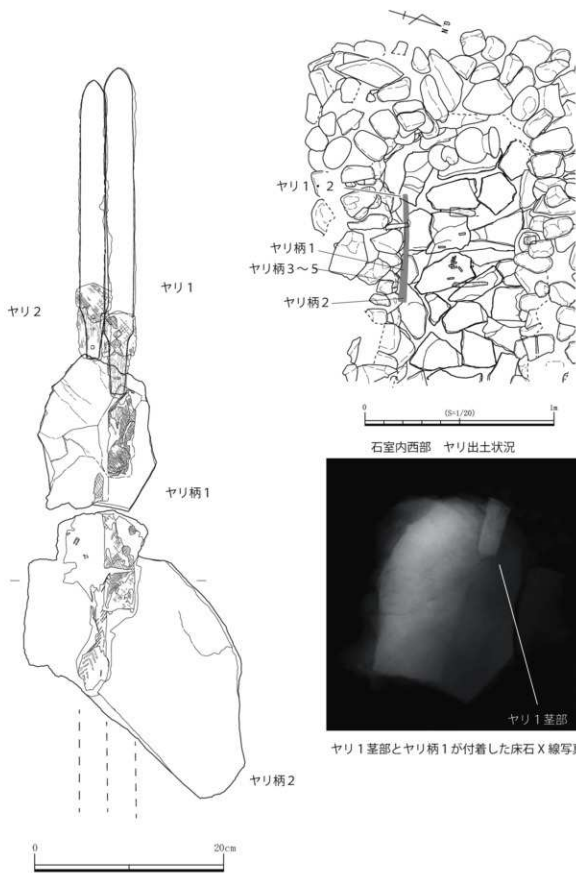 ヤリ2
ヤリ1
ヤリ柄1
ヤリ柄2
0
20cm
N
ヤリ1・2
ヤリ柄1
ヤリ柄3～5
ヤリ柄2
0
(S=1/20)
1m
石室内西部 ヤリ出土状況
ヤリ1茎部
ヤリ1茎部とヤリ柄1が付着した床石X線写真